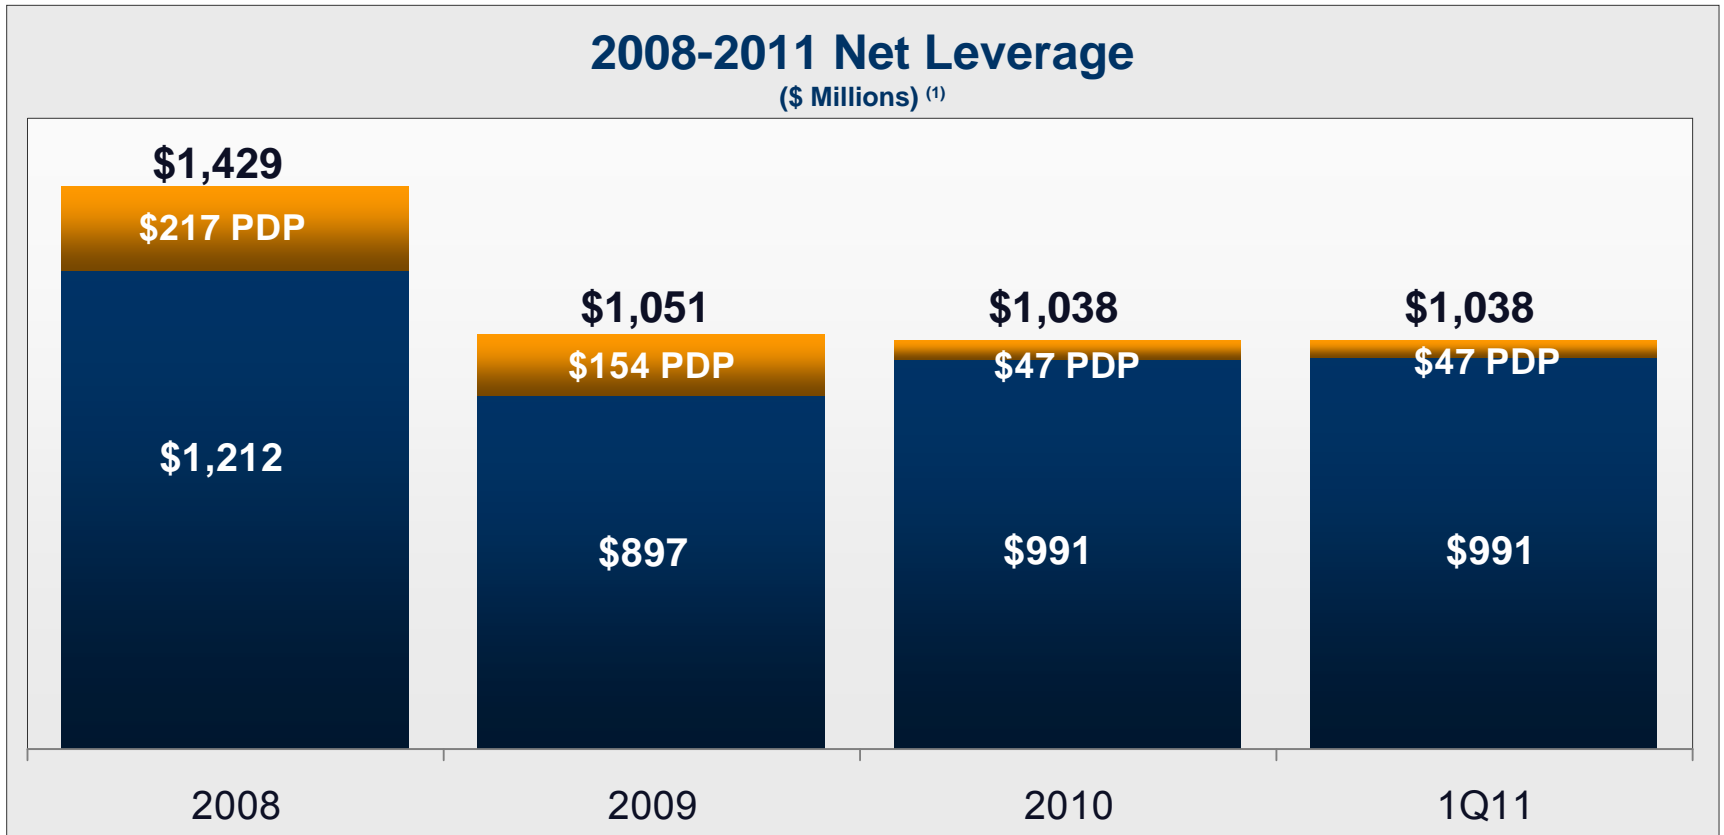 2008-2011 Net Leverage
($ Millions) (1)
$1,429
$217 PDP
$1,212
$1,051
$154 PDP
$897
$1,038
$47 PDP
$991
$1,038
$47 PDP
$991
2008 2009 2010 1Q11